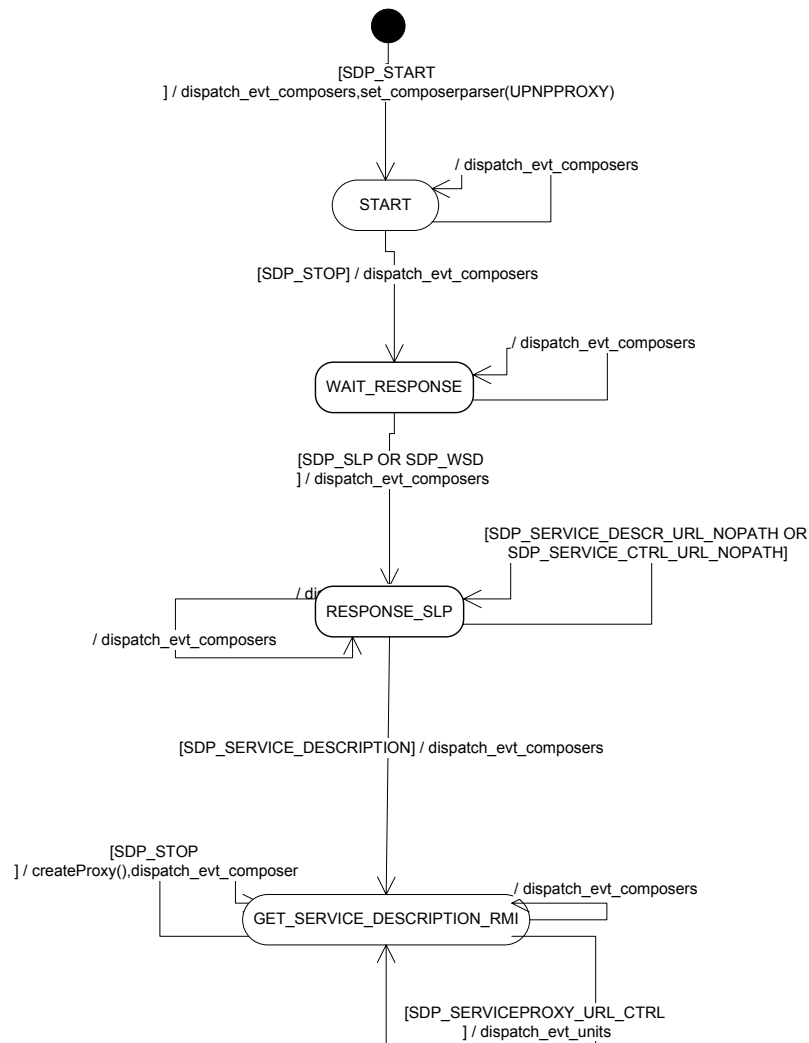 [SDP_START
] / dispatch_evt_composers,set_composerparser(UPNPPROXY)
/ dispatch_evt_composers
START
[SDP_STOP] / dispatch_evt_composers
/ dispatch_evt_composers
WAIT_RESPONSE
[SDP_SLP OR SDP_WSD
] / dispatch_evt_composers
[SDP_SERVICE_DESCR_URL_NOPATH OR
SDP_SERVICE_CTRL_URL_NOPATH]
RESPONSE_SLP
/ dispatch_evt_composers
[SDP_SERVICE_DESCRIPTION] / dispatch_evt_composers
[SDP_STOP
] / createProxy(),dispatch_evt_composer
/ dispatch_evt_composers
GET_SERVICE_DESCRIPTION_RMI
[SDP_SERVICEPROXY_URL_CTRL
] / dispatch_evt_units